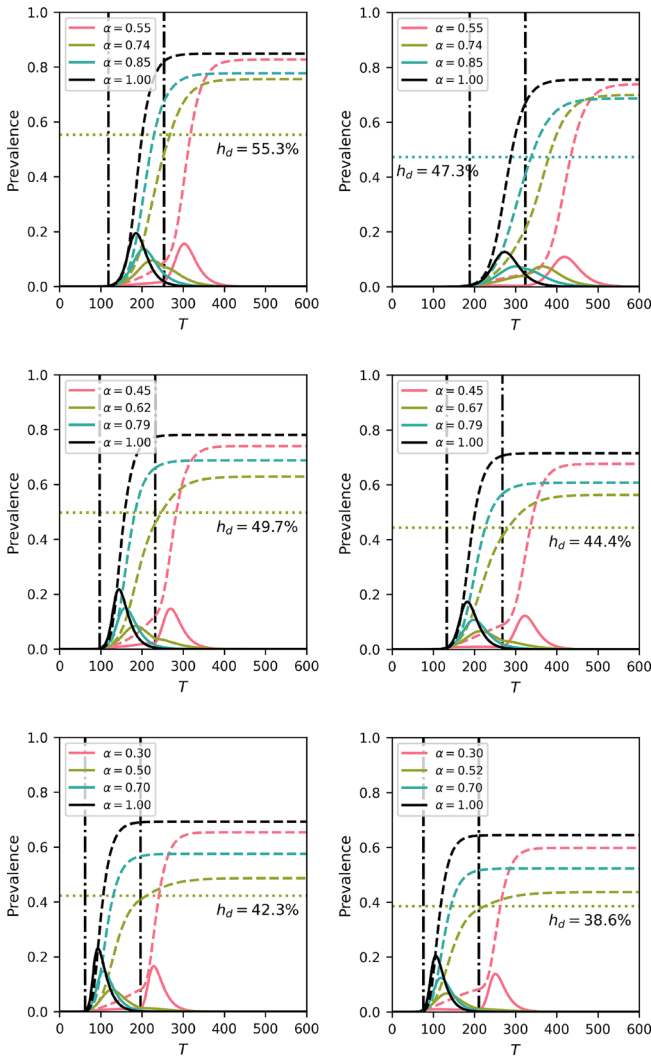 1.0
0.8
0.6
0.4
0.2
0.0
Prevalence
α = 0.55
α = 0.74
α = 0.85
α = 1.00
h_d = 55.3%
0 100 200 300 400 500 600
T
1.0
0.8
0.6
0.4
0.2
0.0
Prevalence
α = 0.55
α = 0.74
α = 0.85
α = 1.00
h_d = 47.3%
0 100 200 300 400 500 600
T
1.0
0.8
0.6
0.4
0.2
0.0
Prevalence
α = 0.45
α = 0.62
α = 0.79
α = 1.00
h_d = 49.7%
0 100 200 300 400 500 600
T
1.0
0.8
0.6
0.4
0.2
0.0
Prevalence
α = 0.45
α = 0.67
α = 0.79
α = 1.00
h_d = 44.4%
0 100 200 300 400 500 600
T
1.0
0.8
0.6
0.4
0.2
0.0
Prevalence
α = 0.30
α = 0.50
α = 0.70
α = 1.00
h_d = 42.3%
0 100 200 300 400 500 600
T
1.0
0.8
0.6
0.4
0.2
0.0
Prevalence
α = 0.30
α = 0.52
α = 0.70
α = 1.00
h_d = 38.6%
0 100 200 300 400 500 600
T